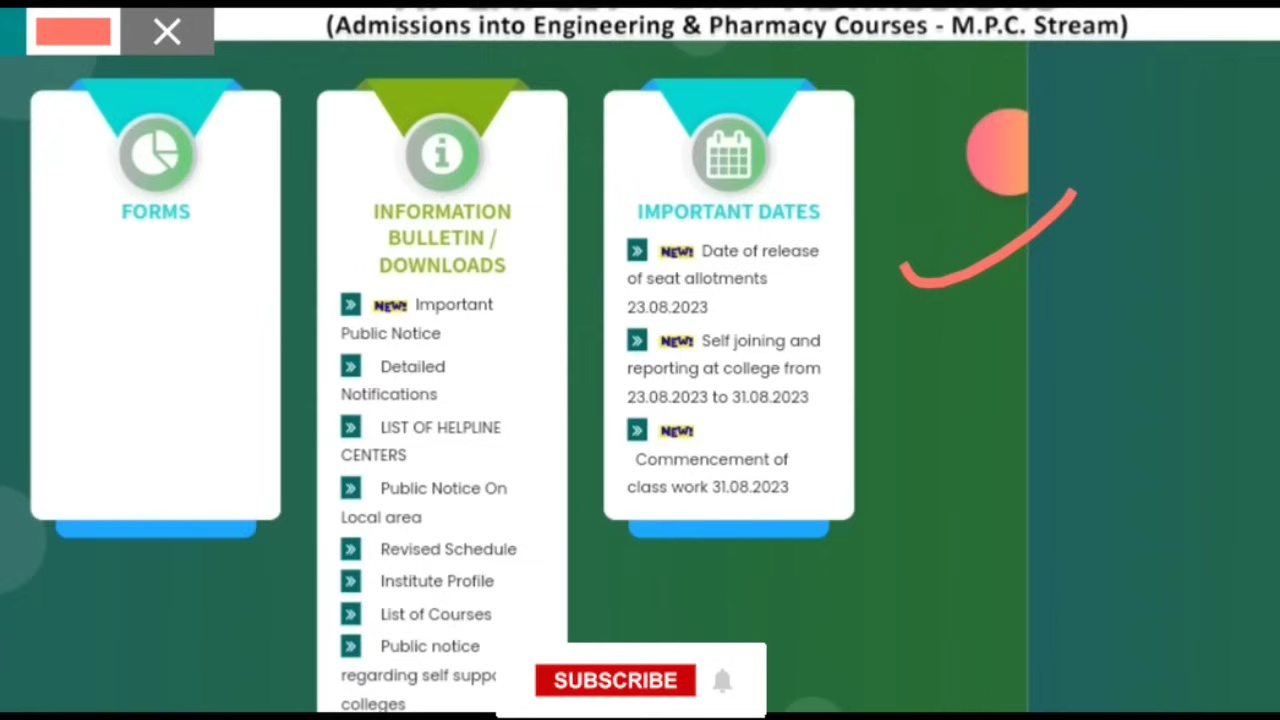 (Admissions into Engineering & Pharmacy Courses - M.P.C. Stream)
FORMS
INFORMATION
BULLETIN /
DOWNLOADS
NEW! Important
Public Notice
Detailed
Notifications
LIST OF HELPLINE
CENTERS
Public Notice On
Local area
Revised Schedule
Institute Profile
List of Courses
Public notice
regarding self
colleges
IMPORTANT DATES
NEW! Date of release
of seat allotments
23.08.2023
NEW! Self joining and
reporting at college from
23.08.2023 to 31.08.2023
NEW!
Commencement of
class work 31.08.2023
SUBSCRIBE